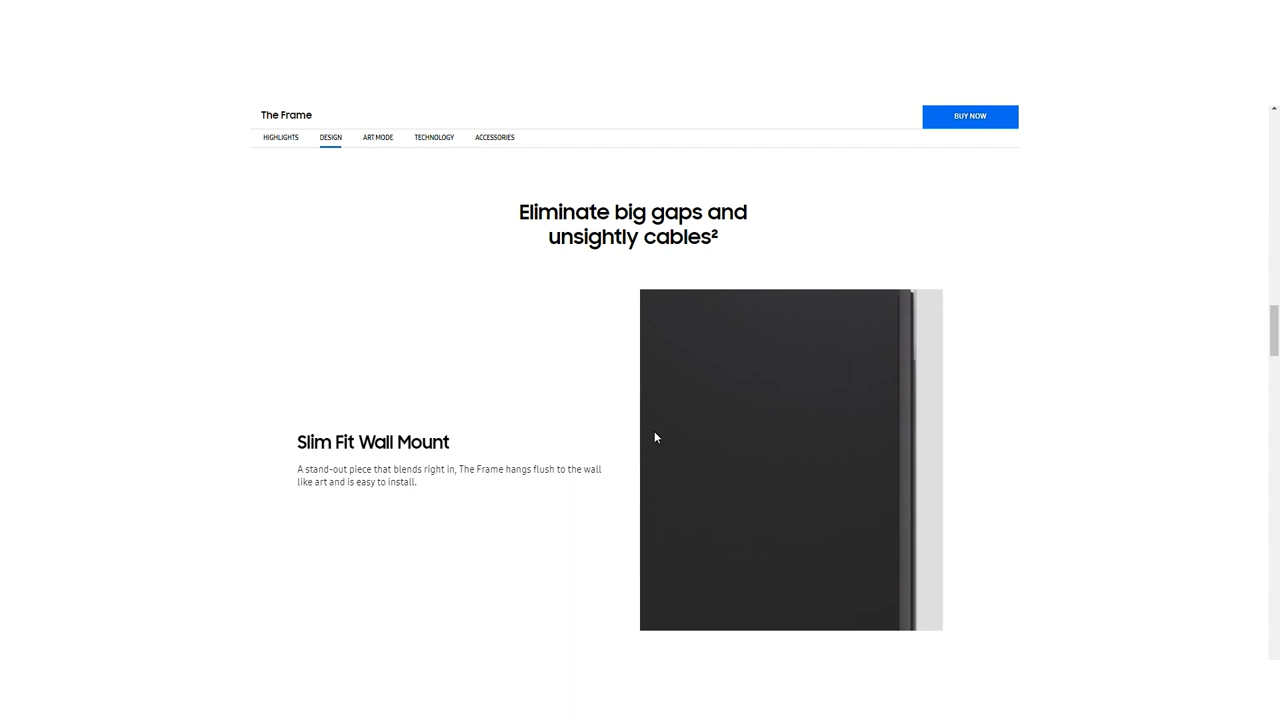 The Frame
BUY NOW
HIGHLIGHTS DESIGN ART MODE TECHNOLOGY ACCESSORIES
Eliminate big gaps and
unsightly cables²
Slim Fit Wall Mount
A stand-out piece that blends right in, The Frame hangs flush to the wall
like art and is easy to install.